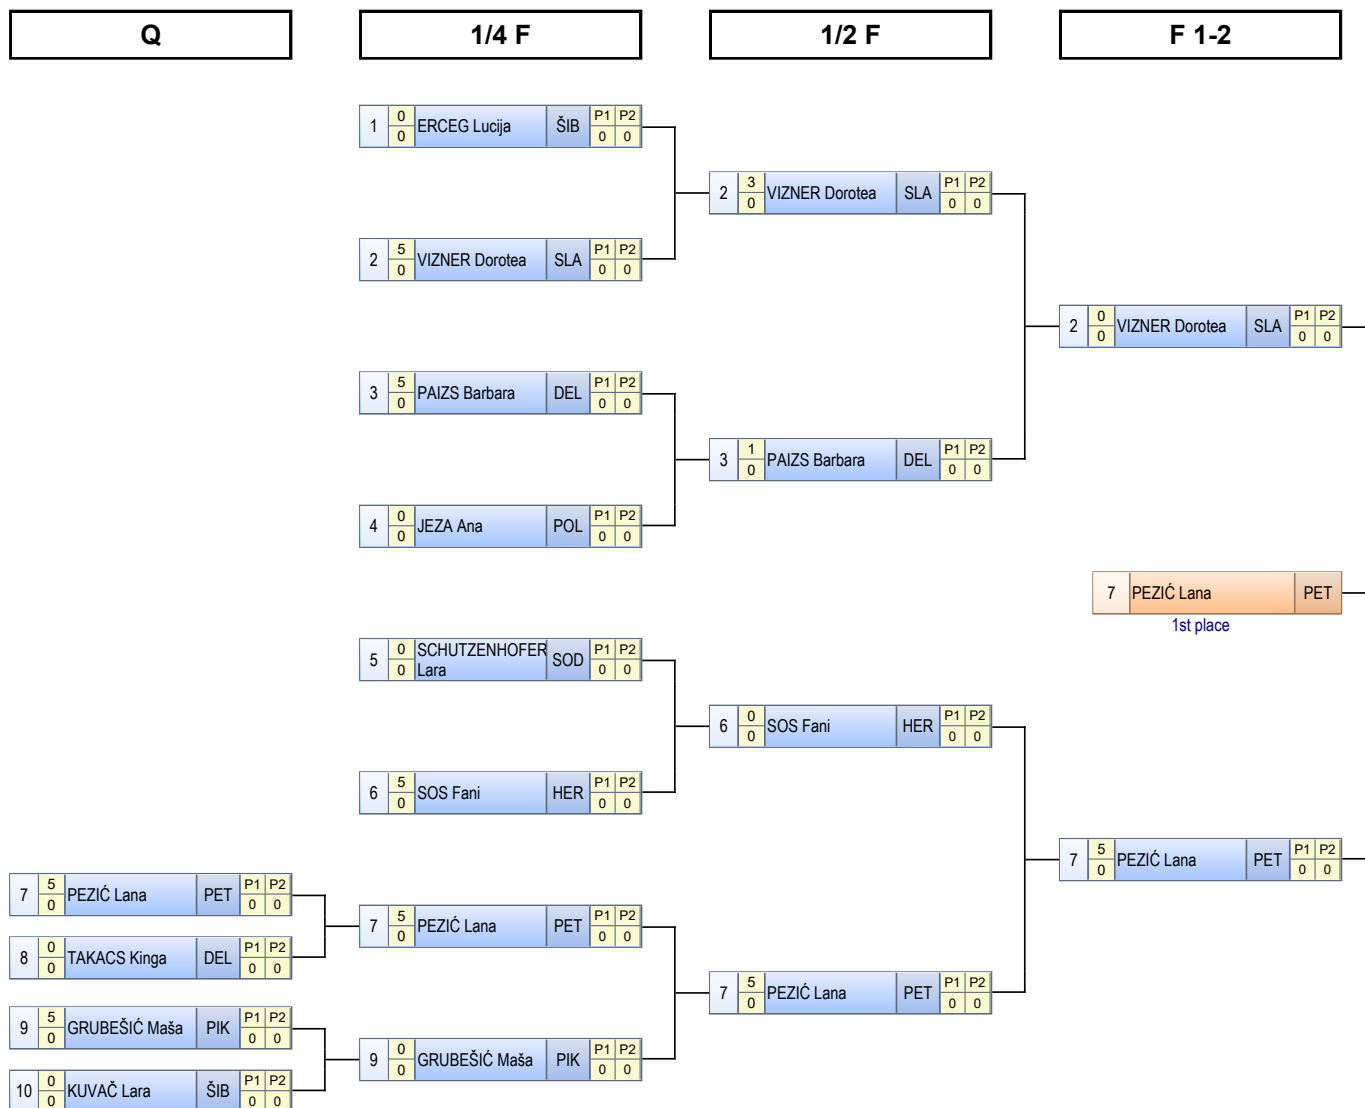 Q
1/4 F
1/2 F
F 1-2
1 0 ERCEG Lucija ŠIB P1 P2
0 0 0
2 3 VIZNER Dorotea SLA P1 P2
0 0 0
2 5 VIZNER Dorotea SLA P1 P2
0 0 0
2 0 VIZNER Dorotea SLA P1 P2
0 0 0
3 5 PAIZS Barbara DEL P1 P2
0 0 0
3 1 PAIZS Barbara DEL P1 P2
0 0 0
4 0 JEZA Ana POL P1 P2
0 0 0
7 PEZIĆ Lana PET
1st place
5 0 SCHUTZENHOFER SOD P1 P2
0 Lara 0 0
6 0 SOS Fani HER P1 P2
0 0 0
6 5 SOS Fani HER P1 P2
0 0 0
7 5 PEZIĆ Lana PET P1 P2
0 0 0
7 5 PEZIĆ Lana PET P1 P2
0 0 0
7 5 PEZIĆ Lana PET P1 P2
0 0 0
8 0 TAKACS Kinga DEL P1 P2
0 0 0
7 5 PEZIĆ Lana PET P1 P2
0 0 0
9 5 GRUBEŠIĆ Maša PIK P1 P2
0 0 0
9 0 GRUBEŠIĆ Maša PIK P1 P2
0 0 0
10 0 KUVAČ Lara ŠIB P1 P2
0 0 0